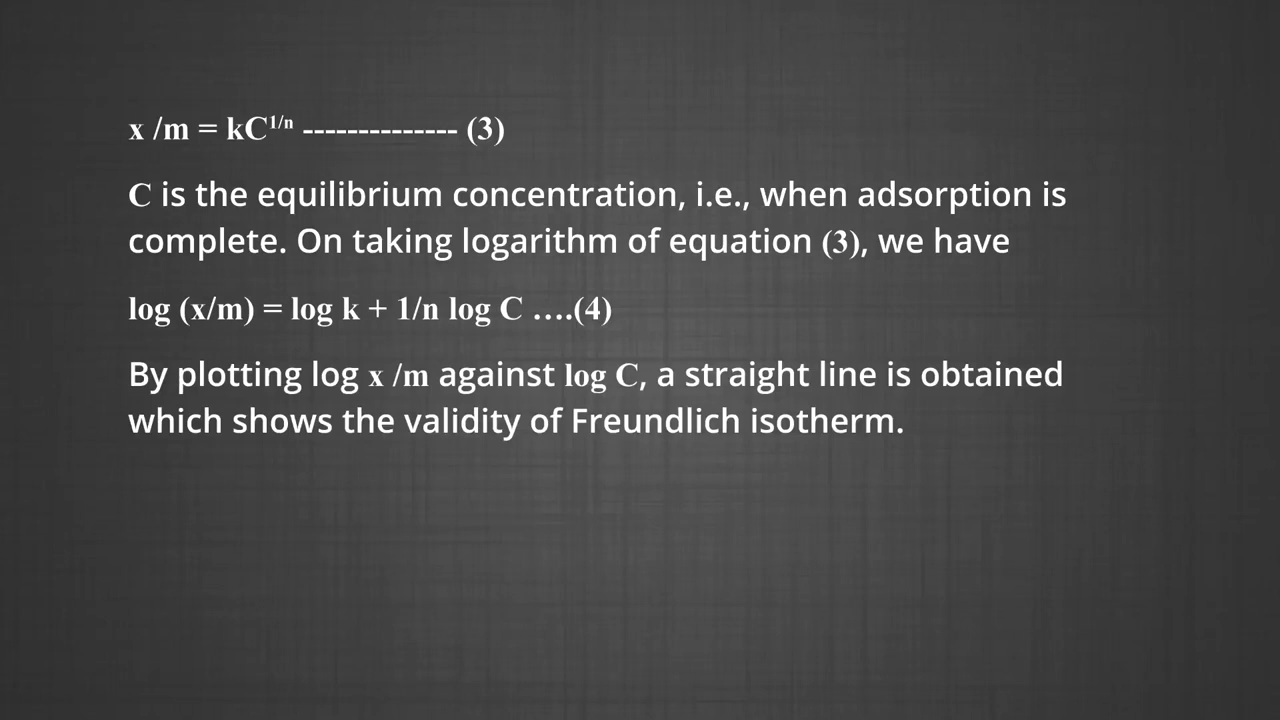 x /m = kC^1/n -------------- (3)
C is the equilibrium concentration, i.e., when adsorption is
complete. On taking logarithm of equation (3), we have
log (x/m) = log k + 1/n log C ….(4)
By plotting log x /m against log C, a straight line is obtained
which shows the validity of Freundlich isotherm.